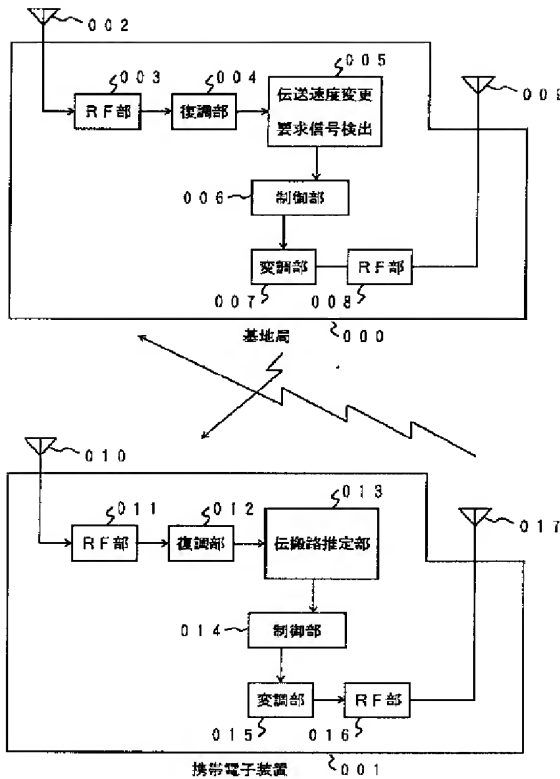 002
003
004
005
009
RF部
復調部
伝送速度変更
要求信号検出
006
制御部
変調部
RF部
007
008
000
基地局
010
011
012
013
017
RF部
復調部
伝搬路推定部
014
制御部
変調部
RF部
015
016
001
携帯電子装置